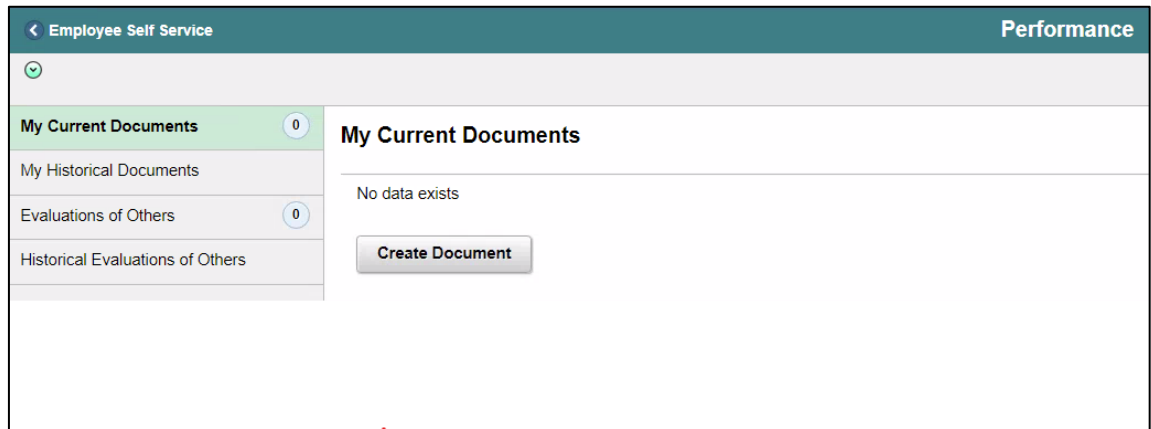 Employee Self Service
Performance
My Current Documents 0
My Historical Documents
Evaluations of Others 0
Historical Evaluations of Others
My Current Documents
No data exists
Create Document